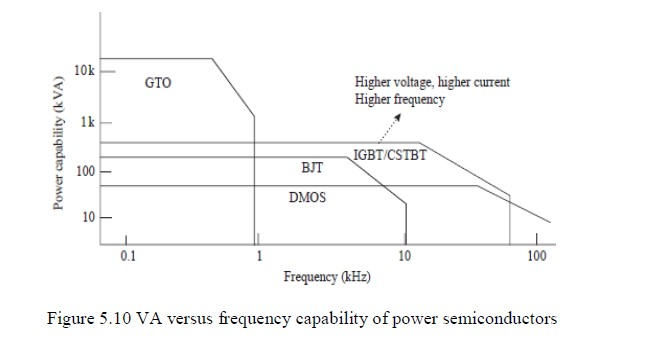 10k
GTO
Higher voltage, higher current
Higher frequency
Power capability (kVA)
1k
IGBT/CSTBT
BJT
100
DMOS
10
0.1
1
10
100
Frequency (kHz)
Figure 5.10 VA versus frequency capability of power semiconductors